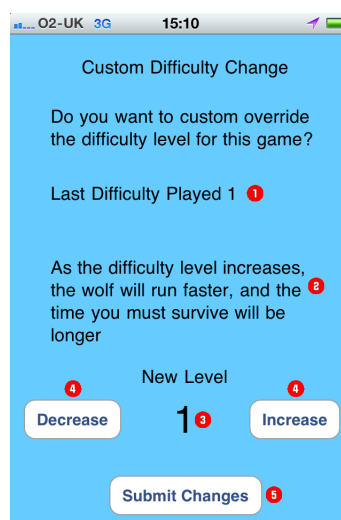 O2-UK 3G 15:10
Custom Difficulty Change
Do you want to custom override
the difficulty level for this game?
Last Difficulty Played 1 1
As the difficulty level increases,
the wolf will run faster, and the 2
time you must survive will be
longer
New Level
4 4
Decrease 1 3 Increase
Submit Changes 5